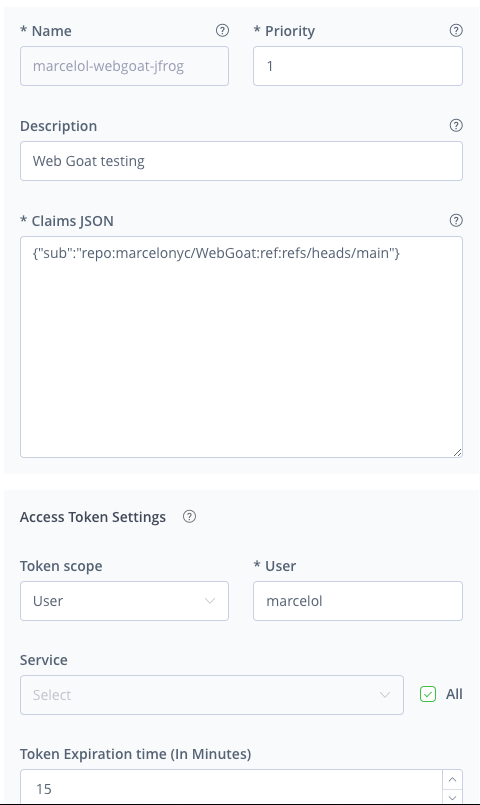 * Name
* Priority
marcelol-webgoat-jfrog
1
Description
Web Goat testing
* Claims JSON
{"sub":"repo:marcelonyc/WebGoat:ref:refs/heads/main"}
Access Token Settings
Token scope
* User
User
marcelol
Service
Select
All
Token Expiration time (In Minutes)
15